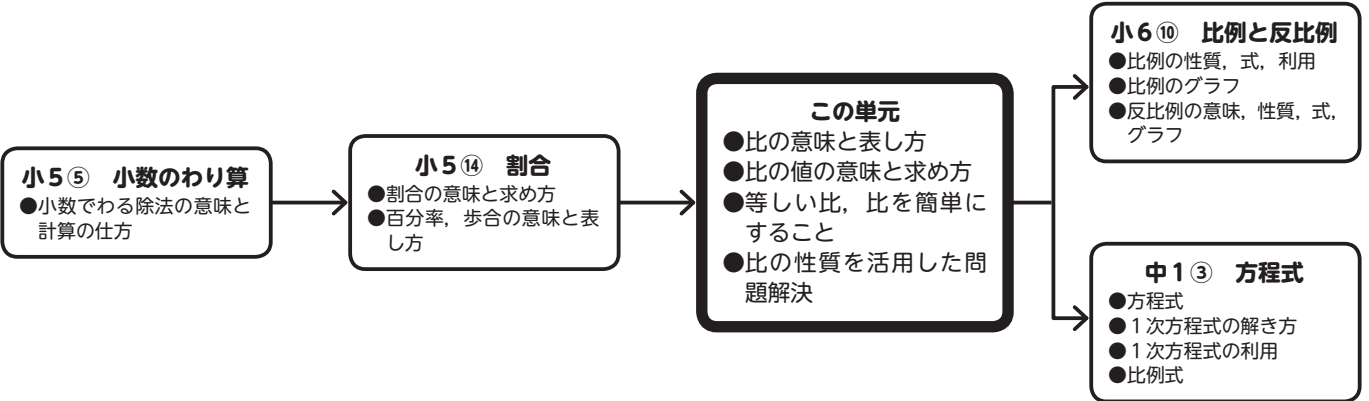 小5⑤　小数のわり算
●小数でわる除法の意味と
計算の仕方
小5⑭　割合
●割合の意味と求め方
●百分率，歩合の意味と表
し方
この単元
●比の意味と表し方
●比の値の意味と求め方
●等しい比，比を簡単に
すること
●比の性質を活用した問
題解決
小6⑩　比例と反比例
●比例の性質，式，利用
●比例のグラフ
●反比例の意味，性質，式，
グラフ
中1③　方程式
●方程式
●1次方程式の解き方
●1次方程式の利用
●比例式